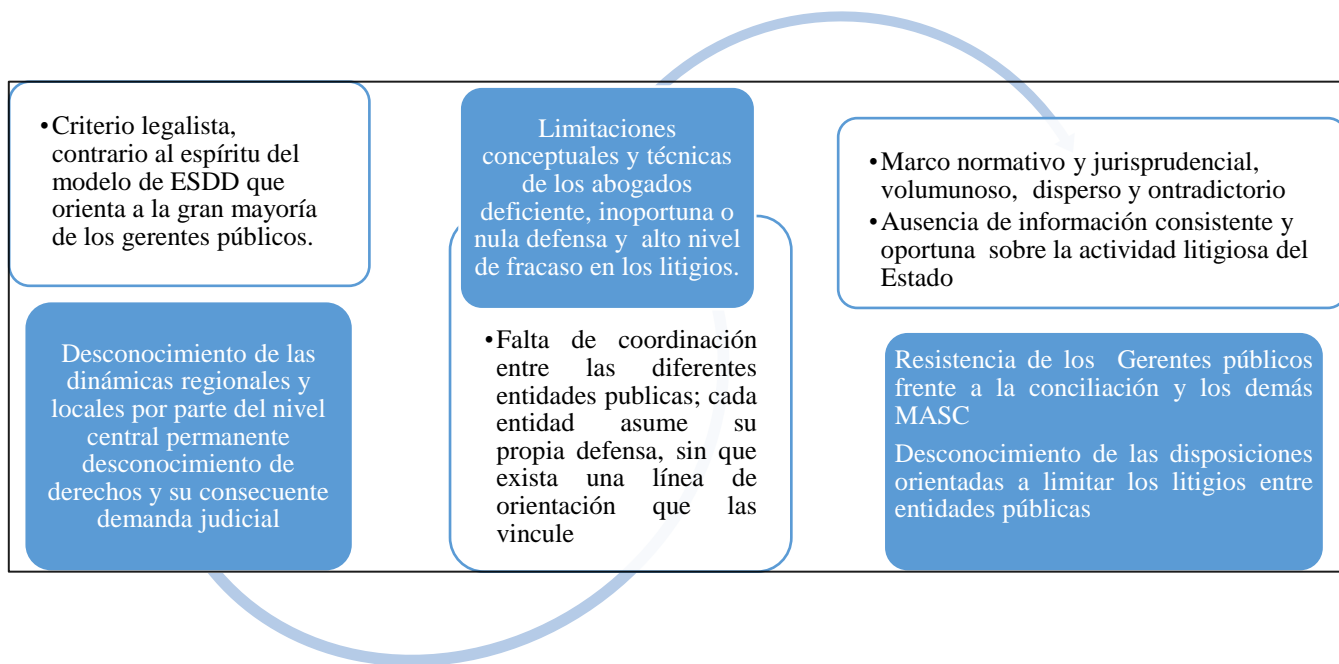 •Criterio legalista,
contrario al espíritu del
modelo de ESDD que
orienta a la gran mayoría
de los gerentes públicos.
Desconocimiento de las
dinámicas regionales y
locales por parte del nivel
central permanente
desconocimiento de
derechos y su consecuente
demanda judicial
Limitaciones
conceptuales y técnicas
de los abogados
deficiente, inoportuna o
nula defensa y alto nivel
de fracaso en los litigios.
•Falta de coordinación
entre las diferentes
entidades publicas; cada
entidad asume su
propia defensa, sin que
exista una línea de
orientación que las
vincule
•Marco normativo y jurisprudencial,
volumunoso, disperso y ontradictorio
•Ausencia de información consistente y
oportuna sobre la actividad litigiosa del
Estado
Resistencia de los Gerentes públicos
frente a la conciliación y los demás
MASC
Desconocimiento de las disposiciones
orientadas a limitar los litigios entre
entidades públicas